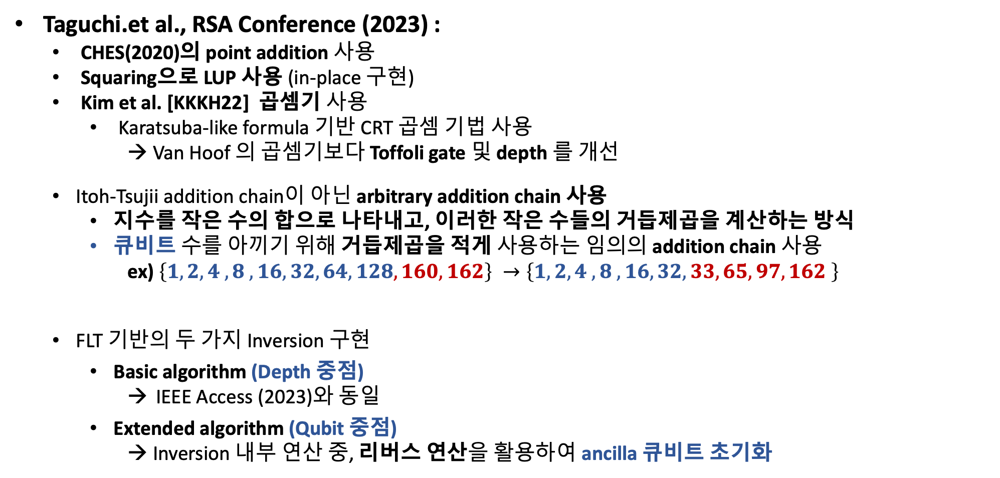 • Taguchi.et al., RSA Conference (2023) :
• CHES(2020)의 point addition 사용
• Squaring으로 LUP 사용 (in-place 구현)
• Kim et al. [KKKH22] 곱셈기 사용
• Karatsuba-like formula 기반 CRT 곱셈 기법 사용
→ Van Hoof 의 곱셈기보다 Toffoli gate 및 depth 를 개선
• Itoh-Tsujii addition chain이 아닌 arbitrary addition chain 사용
• 지수를 작은 수의 합으로 나타내고, 이러한 작은 수들의 거듭제곱을 계산하는 방식
• 큐비트 수를 아끼기 위해 거듭제곱을 적게 사용하는 임의의 addition chain 사용
ex) {1, 2, 4 , 8 , 16, 32, 64, 128, 160, 162} → {1, 2, 4 , 8 , 16, 32, 33, 65, 97, 162 }
• FLT 기반의 두 가지 Inversion 구현
• Basic algorithm (Depth 중점)
→ IEEE Access (2023)와 동일
• Extended algorithm (Qubit 중점)
→ Inversion 내부 연산 중, 리버스 연산을 활용하여 ancilla 큐비트 초기화